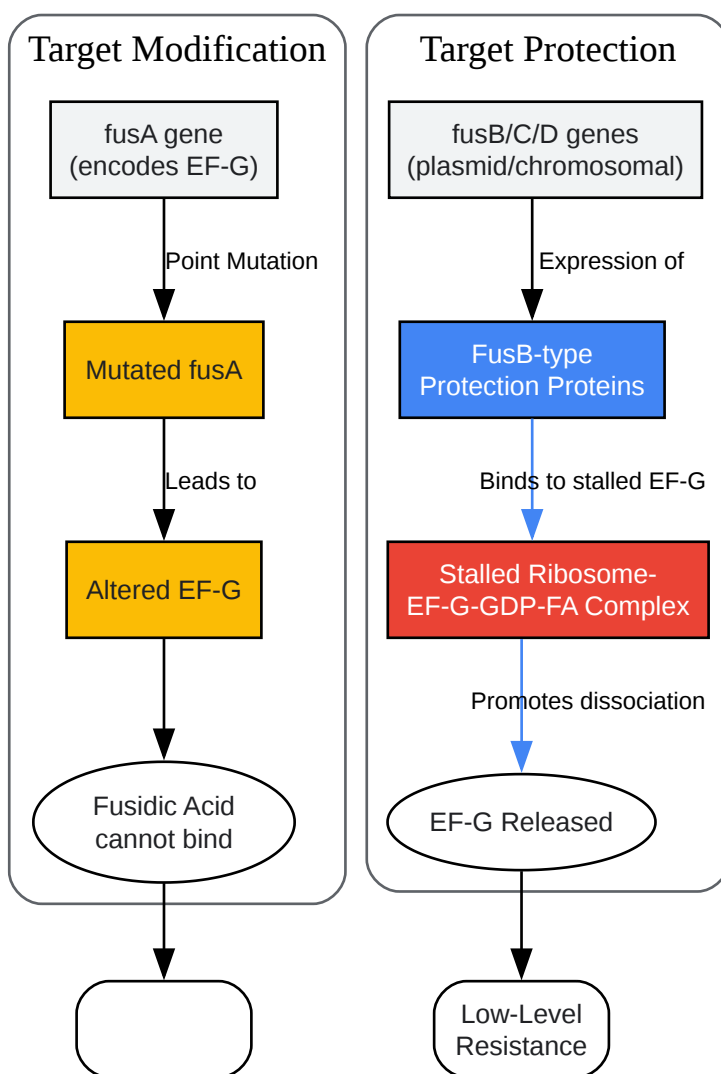 Target Modification
fusA gene
(encodes EF-G)
Point Mutation
Mutated fusA
Leads to
Altered EF-G
Fusidic Acid
cannot bind
Target Protection
fusB/C/D genes
(plasmid/chromosomal)
Expression of
FusB-type
Protection Proteins
Binds to stalled EF-G
Stalled Ribosome-
EF-G-GDP-FA Complex
Promotes dissociation
EF-G Released
Low-Level
Resistance